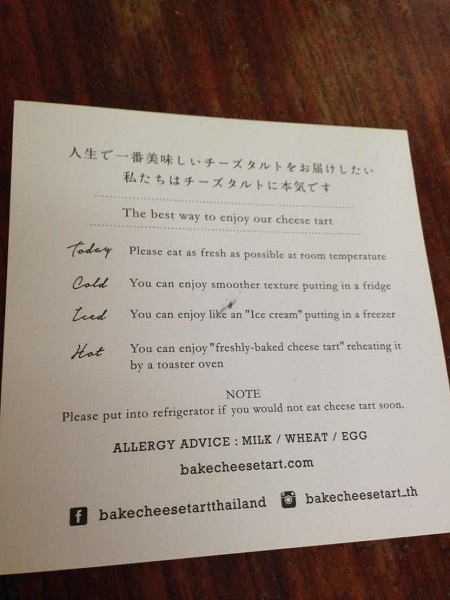 人生で一番美味しいチーズタルトをお届けしたい
私たちはチーズタルトに本気です
The best way to enjoy our cheese tart
Today Please eat as fresh as possible at room temperature
Cold You can enjoy smoother texture putting in a fridge
Iced You can enjoy like an "Ice cream" putting in a freezer
Hot You can enjoy "freshly-baked cheese tart" reheating it
by a toaster oven
NOTE
Please put into refrigerator if you would not eat cheese tart soon.
ALLERGY ADVICE : MILK / WHEAT / EGG
bakecheesetart.com
bakecheesetartthailand bakecheesetart_th